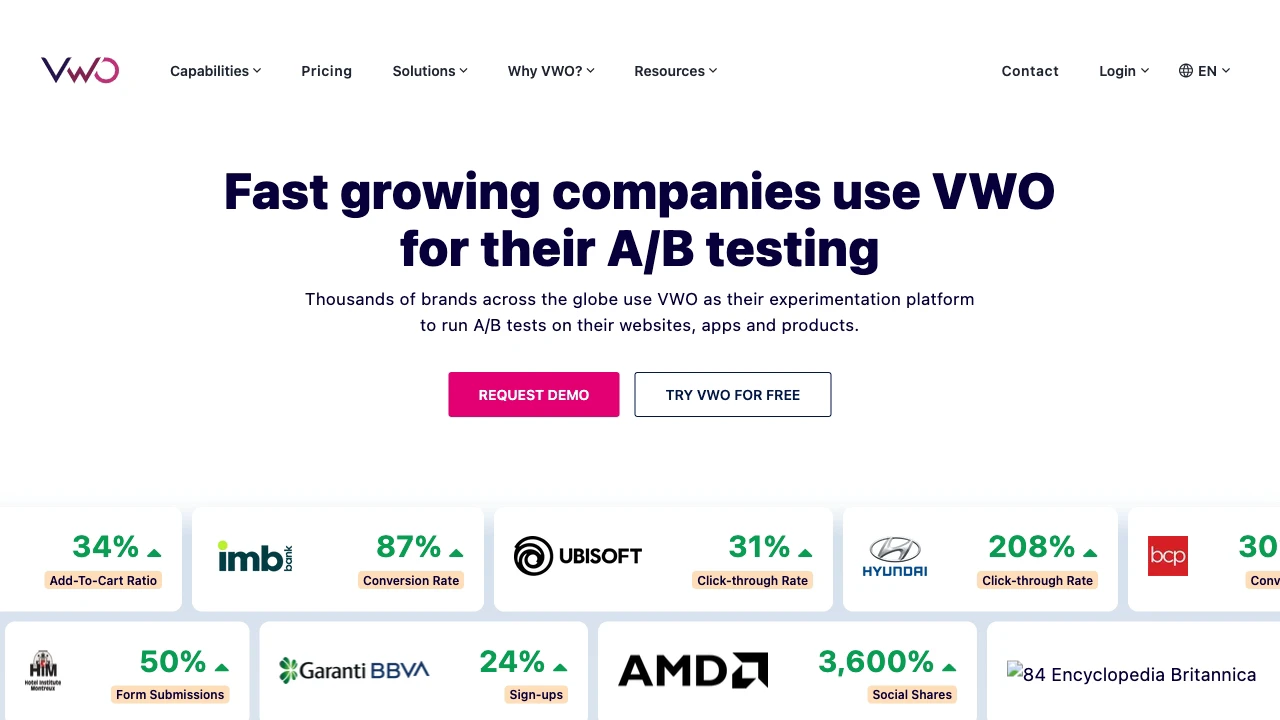 VWO
Capabilities
Pricing
Solutions
Why VWO?
Resources
Contact
Login
EN
Fast growing companies use VWO
for their A/B testing
Thousands of brands across the globe use VWO as their experimentation platform
to run A/B tests on their websites, apps and products.
REQUEST DEMO
TRY VWO FOR FREE
34%
Add-To-Cart Ratio
imb bank
87%
Conversion Rate
UBISOFT
31%
Click-through Rate
HYUNDAI
208%
Click-through Rate
bcp
30
Conv
HIM
Hotel Institute
Montreux
50%
Form Submissions
Garanti BBVA
24%
Sign-ups
AMD
3,600%
Social Shares
84 Encyclopedia Britannica